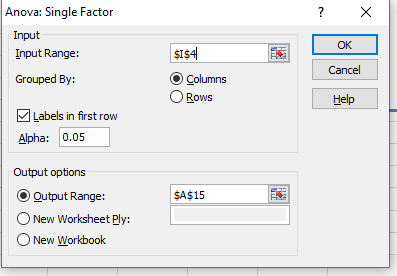 Anova: Single Factor ? ×
Input
Input Range: $I$4 OK
Grouped By: Columns Cancel
Rows
Help
Labels in first row
Alpha: 0.05
Output options
Output Range: $A$15
New Worksheet Ply:
New Workbook